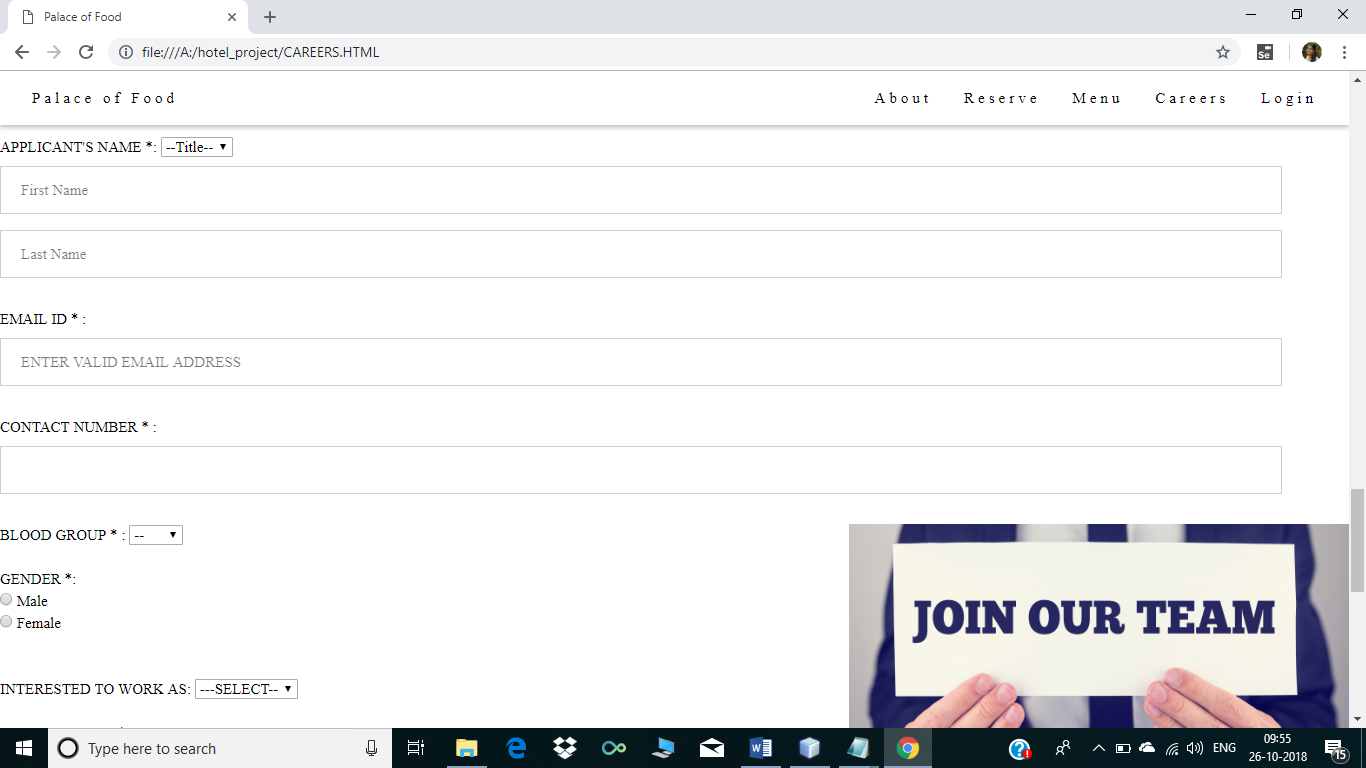 Palace of Food
file:///A:/hotel_project/CAREERS.HTML
Se
Palace of Food About Reserve Menu Careers Login
APPLICANT'S NAME *: --Title--
First Name
Last Name
EMAIL ID * :
ENTER VALID EMAIL ADDRESS
CONTACT NUMBER * :
BLOOD GROUP * : --
GENDER *:
Male
Female
INTERESTED TO WORK AS: ---SELECT--
JOIN OUR TEAM
Type here to search
ENG
09:55
26-10-2018
15